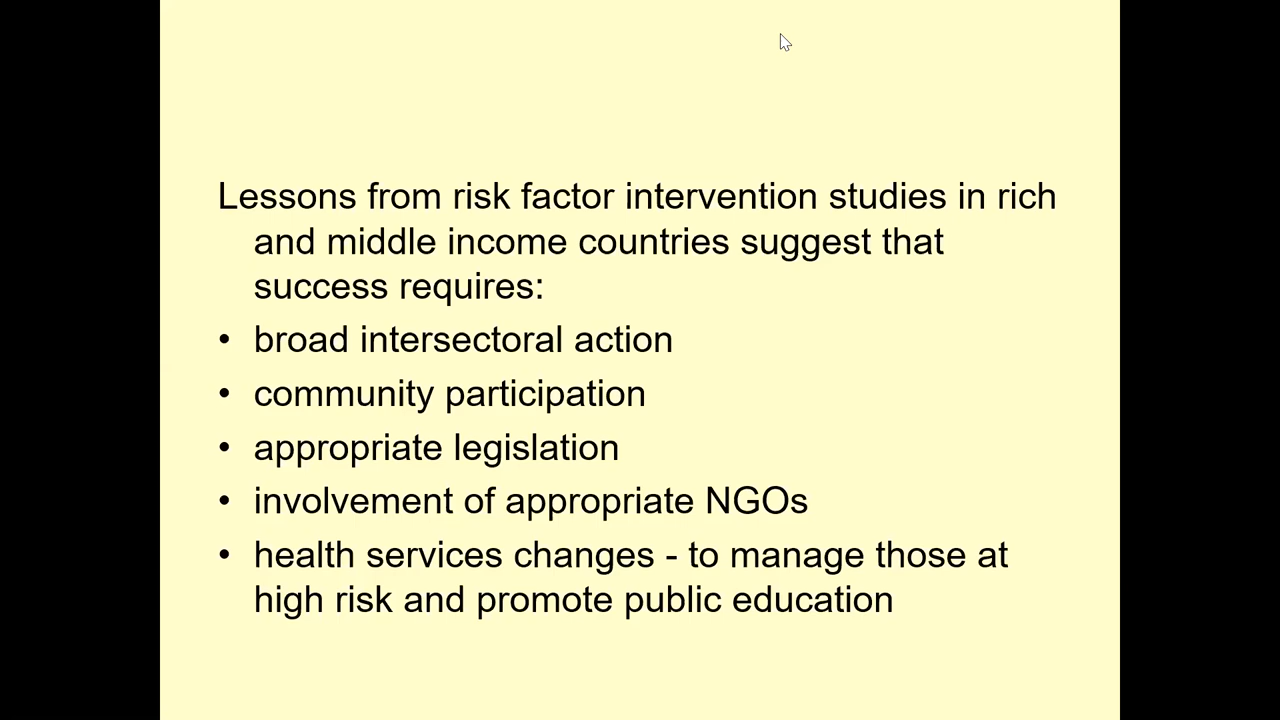 Lessons from risk factor intervention studies in rich
and middle income countries suggest that
success requires:
• broad intersectoral action
• community participation
• appropriate legislation
• involvement of appropriate NGOs
• health services changes - to manage those at
high risk and promote public education